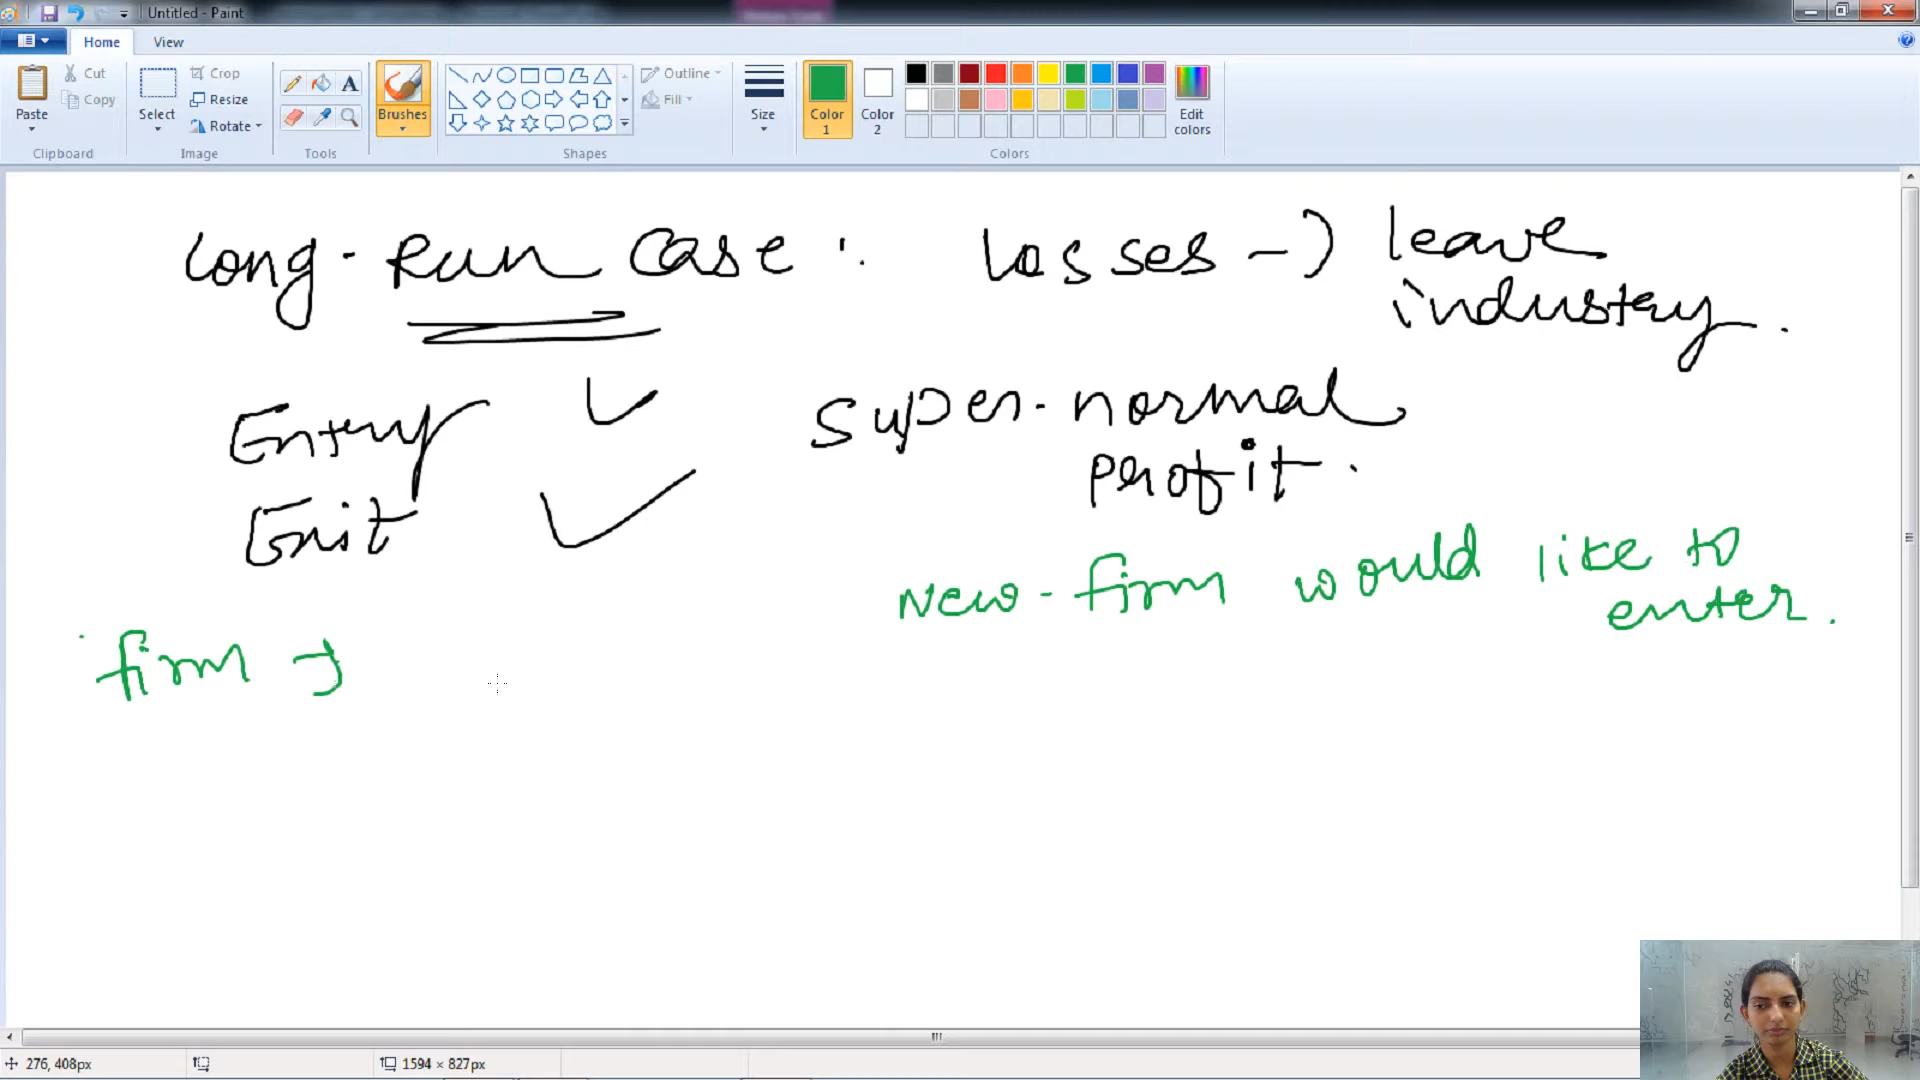 Untitled - Paint
Home View
Paste
Cut
Copy
Clipboard
Select
Crop
Resize
Rotate
Image
A
Tools
Brushes
Outline
Fill
Shapes
Size
Color 1
Color 2
Edit colors
Colors
Long-Run Case : losses → leave
industry.
Entry ✓ Super-normal
profit.
Exit ✓
New-firm would like to
enter.
firm →
276, 408px
1594 × 827px